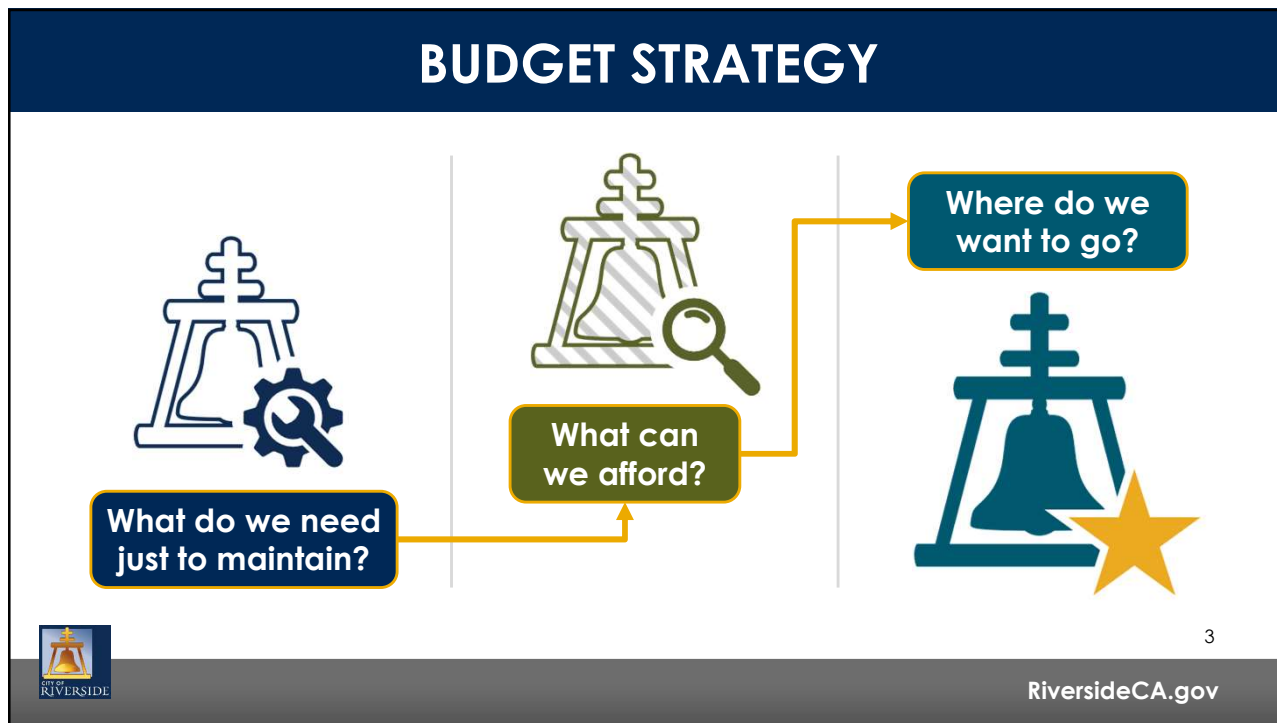 BUDGET STRATEGY
What do we need
just to maintain?
What can
we afford?
Where do we
want to go?
3
CITY OF
RIVERSIDE
RiversideCA.gov